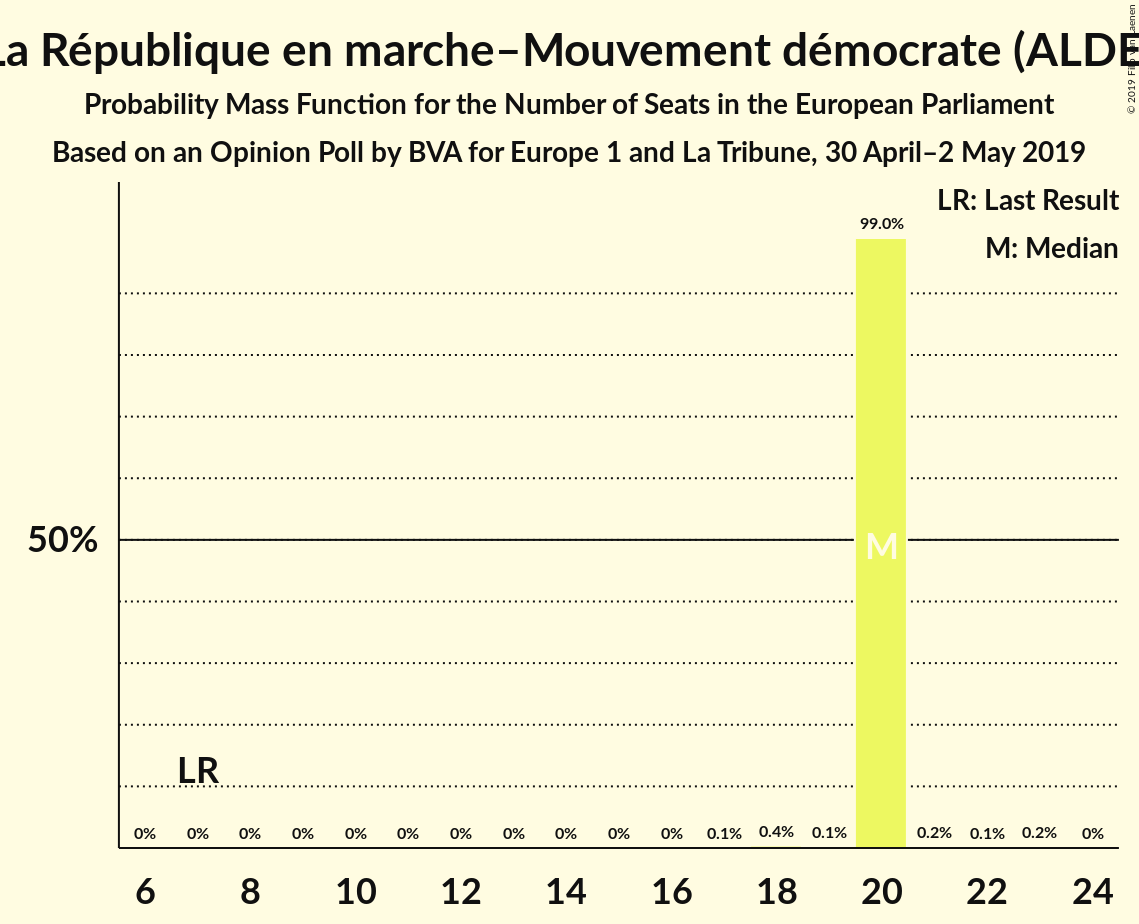 La République en marche–Mouvement démocrate (ALDE
Probability Mass Function for the Number of Seats in the European Parliament
Based on an Opinion Poll by BVA for Europe 1 and La Tribune, 30 April–2 May 2019
© 2019 Filip van Laenen
LR: Last Result
M: Median
99.0%
50%
M
LR
0% 0% 0% 0% 0% 0% 0% 0% 0% 0% 0% 0.1% 0.4% 0.1% 0.2% 0.1% 0.2% 0%
6 8 10 12 14 16 18 20 22 24